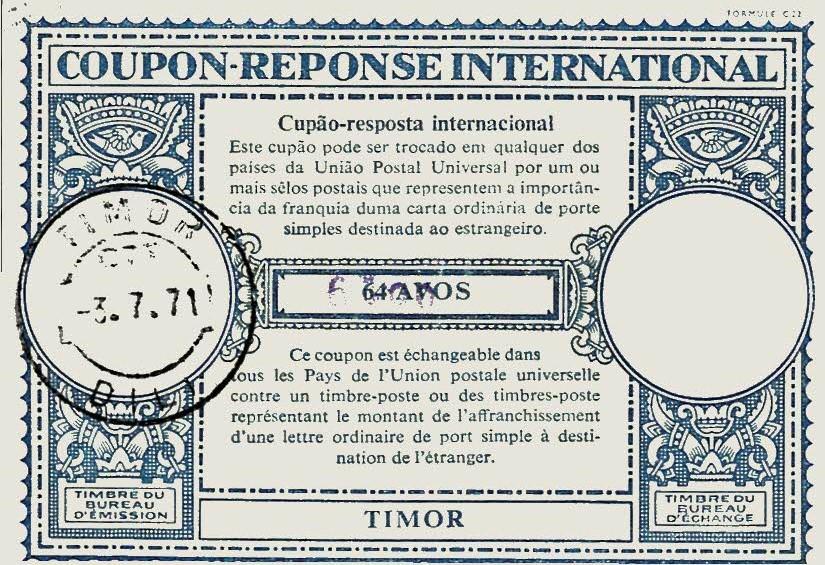 FORMULE C 22
COUPON-REPONSE INTERNATIONAL
Cupão-resposta internacional
Este cupão pode ser trocado em qualquer dos
países da União Postal Universal por um ou
mais sêlos postais que representem a importân-
cia da franquia duma carta ordinária de porte
simples destinada ao estrangeiro.
TIMOR
-3.7.71
DILI
64 AVOS
Ce coupon est échangeable dans
tous les Pays de l'Union postale universelle
contre un timbre-poste ou des timbres-poste
représentant le montant de l'affranchissement
d'une lettre ordinaire de port simple à desti-
nation de l'étranger.
TIMBRE DU
BUREAU
D'ÉMISSION
TIMOR
TIMBRE DU
BUREAU
D'ÉCHANGE